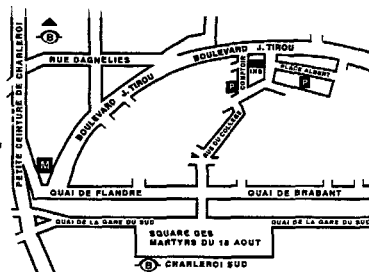 B
RUE DAGNELIES
BOULEVARD J. TIROU
BOULEVARD J. TIROU
COMPTOIR
ING
PLACE ALBERT
P
P
PETITE CEINTURE DE CHARLEROI
RUE DU COLLEGE
M
QUAI DE FLANDRE
QUAI DE BRABANT
QUAI DE LA GARE DU SUD
QUAI DE LA GARE DU SUD
SQUARE DES
MARTYRS DU 18 AOUT
B CHARLEROI SUD